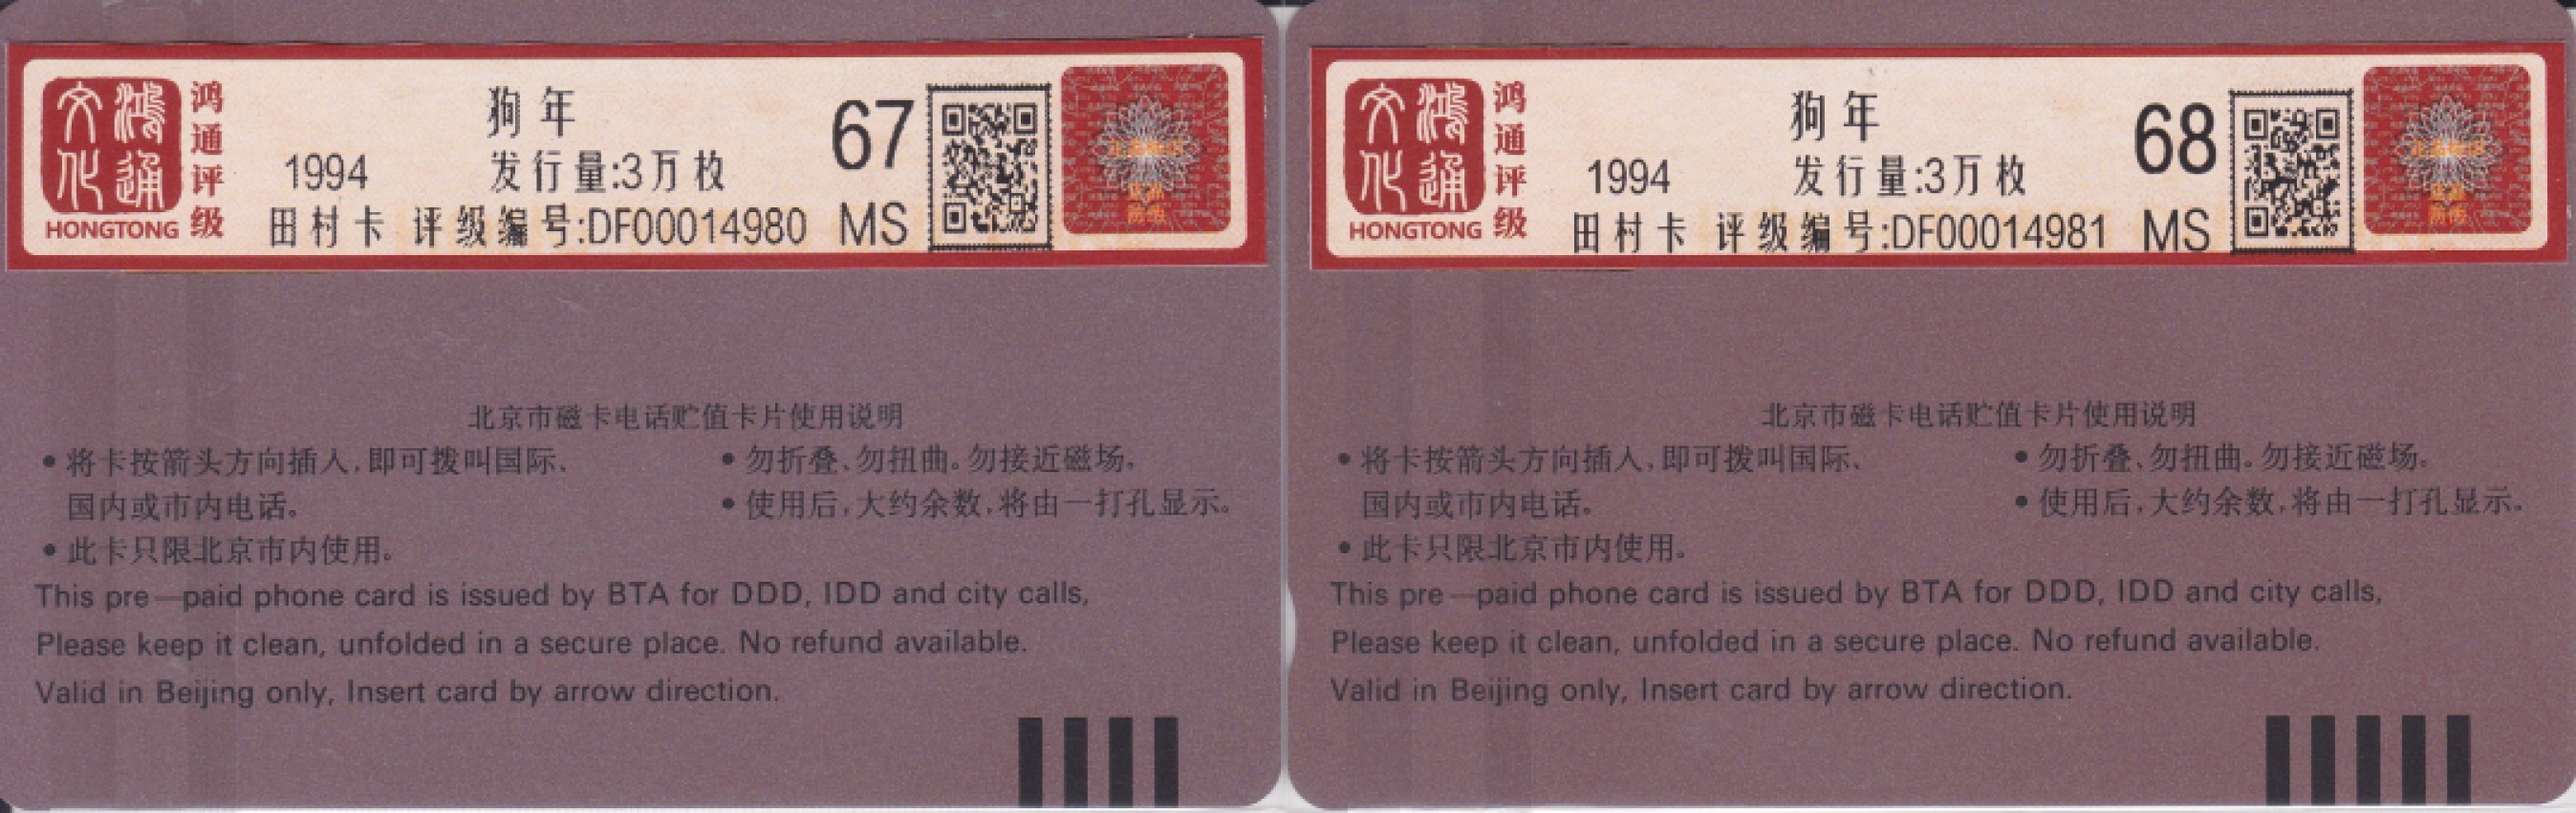 鸿通文化
HONGTONG
鸿通评级
狗年
1994 发行量:3万枚
田村卡 评级编号:DF00014980
67
MS
北京市磁卡电话贮值卡片使用说明
•将卡按箭头方向插入,即可拨叫国际、
国内或市内电话。
•此卡只限北京市内使用。
•勿折叠、勿扭曲。勿接近磁场。
•使用后,大约余数,将由一打孔显示。
This pre—paid phone card is issued by BTA for DDD, IDD and city calls,
Please keep it clean, unfolded in a secure place. No refund available.
Valid in Beijing only, Insert card by arrow direction.
鸿通文化
HONGTONG
鸿通评级
狗年
1994 发行量:3万枚
田村卡 评级编号:DF00014981
68
MS
北京市磁卡电话贮值卡片使用说明
•将卡按箭头方向插入,即可拨叫国际、
国内或市内电话。
•此卡只限北京市内使用。
•勿折叠、勿扭曲。勿接近磁场。
•使用后,大约余数,将由一打孔显示。
This pre—paid phone card is issued by BTA for DDD, IDD and city calls,
Please keep it clean, unfolded in a secure place. No refund available.
Valid in Beijing only, Insert card by arrow direction.